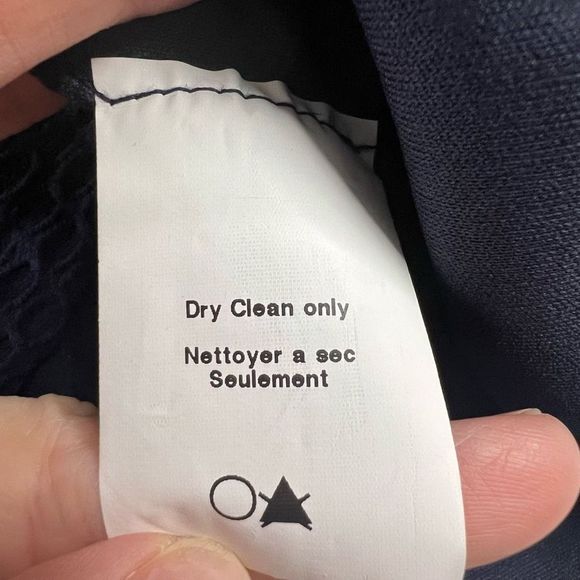 Dry Clean only
Nettoyer a sec
Seulement